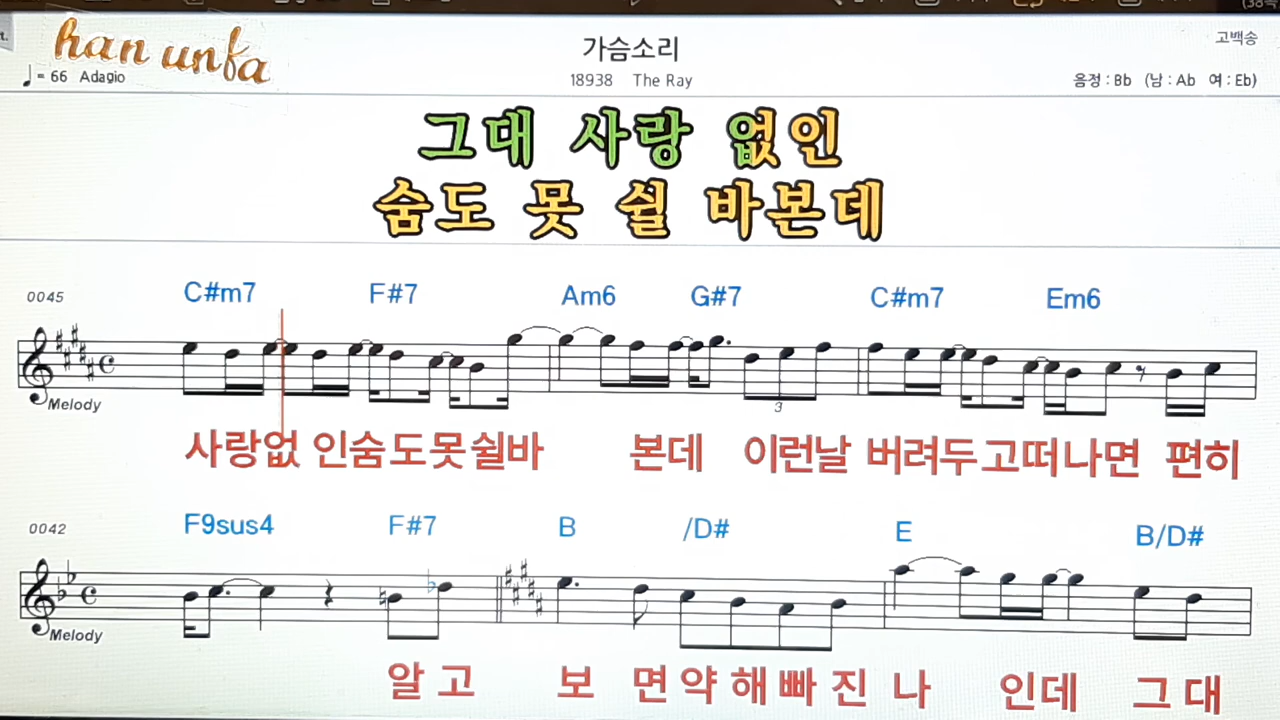 han unfa
가슴소리
고백송
♩= 66 Adagio
18938 The Ray
음정 : Bb (남 : Ab 여 : Eb)
그대 사랑 없인
숨도 못 쉴 바본데
0045 C#m7 F#7 Am6 G#7 C#m7 Em6
Melody
3
사랑없 인숨도못쉴바 본데 이런날 버려두고떠나면 편히
0042 F9sus4 F#7 B /D# E B/D#
Melody
알 고 보 면 약 해 빠 진 나 인데 그 대